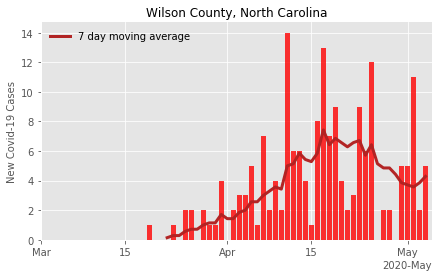 Wilson County, North Carolina
7 day moving average
New Covid-19 Cases
14
12
10
8
6
4
2
0
Mar
15
Apr
15
May
2020-May